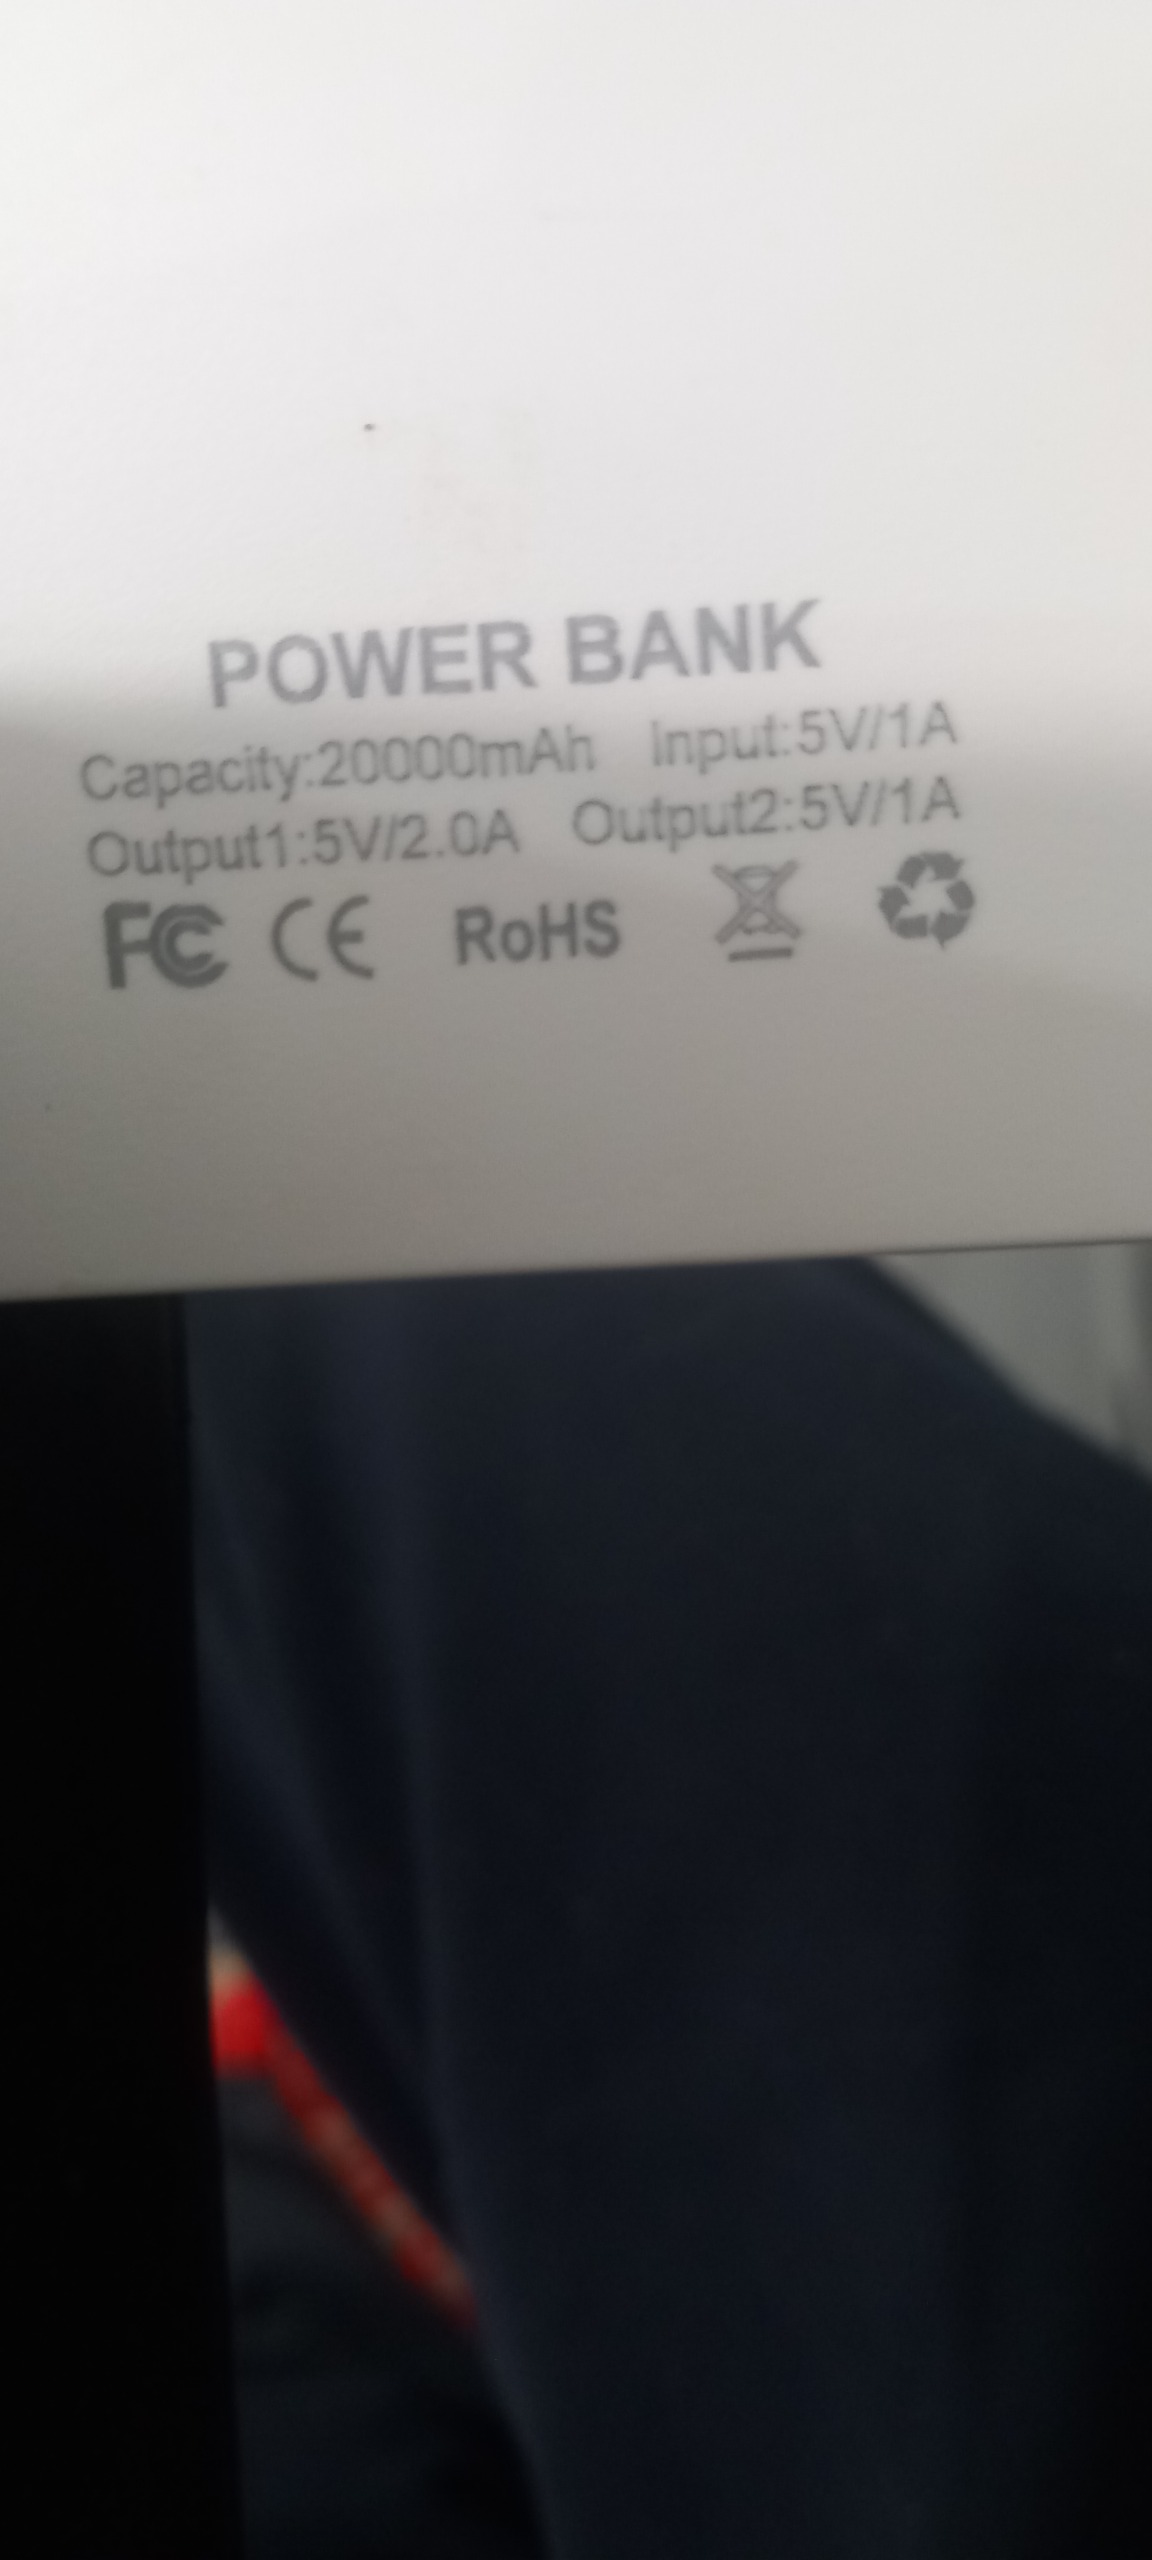 POWER BANK
Capacity:20000mAh Input:5V/1A
Output1:5V/2.0A Output2:5V/1A
FC CE RoHS